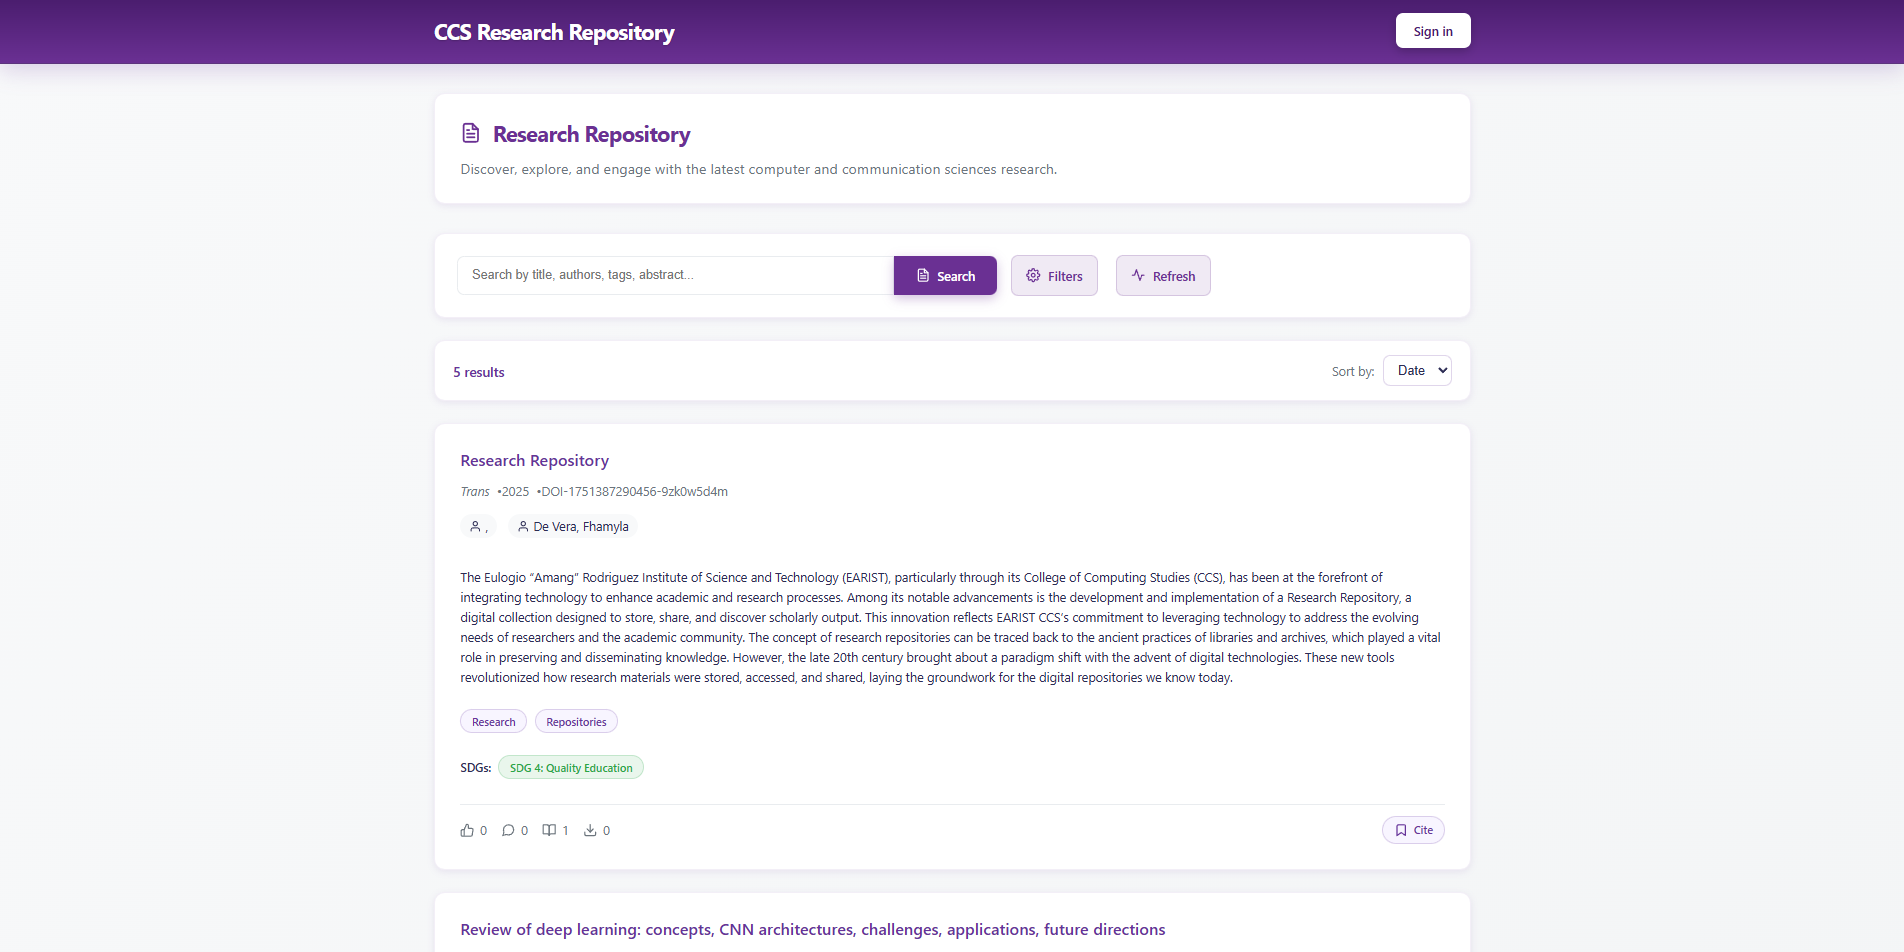 CCS Research Repository
Sign in
Research Repository
Discover, explore, and engage with the latest computer and communication sciences research.
Search by title, authors, tags, abstract...
Search
Filters
Refresh
5 results
Sort by:
Date
Research Repository
Trans •2025 •DOI-1751387290456-9zk0w5d4m
,
De Vera, Fhamyla
The Eulogio “Amang” Rodriguez Institute of Science and Technology (EARIST), particularly through its College of Computing Studies (CCS), has been at the forefront of
integrating technology to enhance academic and research processes. Among its notable advancements is the development and implementation of a Research Repository, a
digital collection designed to store, share, and discover scholarly output. This innovation reflects EARIST CCS’s commitment to leveraging technology to address the evolving
needs of researchers and the academic community. The concept of research repositories can be traced back to the ancient practices of libraries and archives, which played a vital
role in preserving and disseminating knowledge. However, the late 20th century brought about a paradigm shift with the advent of digital technologies. These new tools
revolutionized how research materials were stored, accessed, and shared, laying the groundwork for the digital repositories we know today.
Research
Repositories
SDGs:
SDG 4: Quality Education
0 0 1 0
Cite
Review of deep learning: concepts, CNN architectures, challenges, applications, future directions